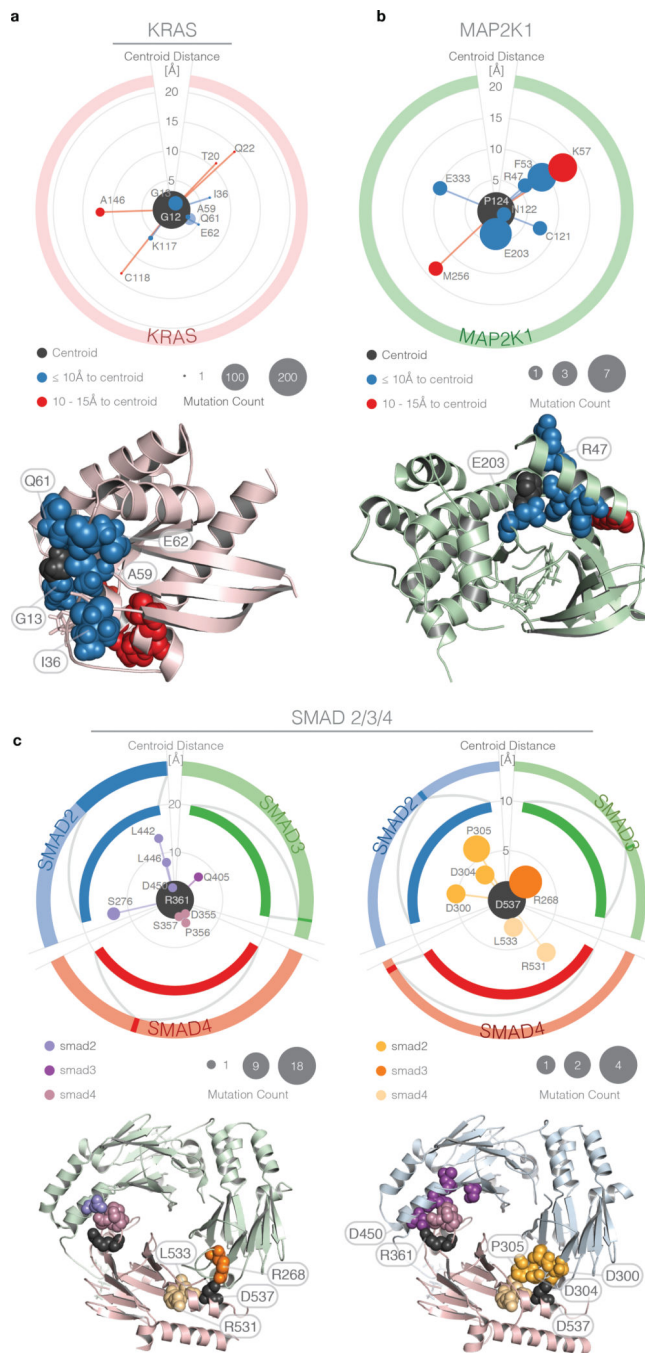 a
KRAS
Centroid Distance
[Å]
20
15
10
5
T20
Q22
A146
G13
I36
G12
A59
Q61
E62
K117
C118
KRAS
Centroid
≤ 10Å to centroid
10 - 15Å to centroid
1
100
200
Mutation Count
Q61
E62
A59
G13
I36
b
MAP2K1
Centroid Distance
[Å]
20
15
10
5
K57
F53
R47
E333
P124
N122
C121
E203
M256
MAP2K1
Centroid
≤ 10Å to centroid
10 - 15Å to centroid
1
3
7
Mutation Count
E203
R47
SMAD 2/3/4
c
Centroid Distance
[Å]
20
10
SMAD2
SMAD3
SMAD4
L442
L446
D450
Q405
S276
R361
D355
S357
P356
smad2
smad3
smad4
1
9
18
Mutation Count
L533
R268
D537
R531
Centroid Distance
[Å]
10
5
SMAD2
SMAD3
SMAD4
P305
D304
D300
D537
R268
L533
R531
smad2
smad3
smad4
1
2
4
Mutation Count
D450
R361
P305
D300
D304
D537